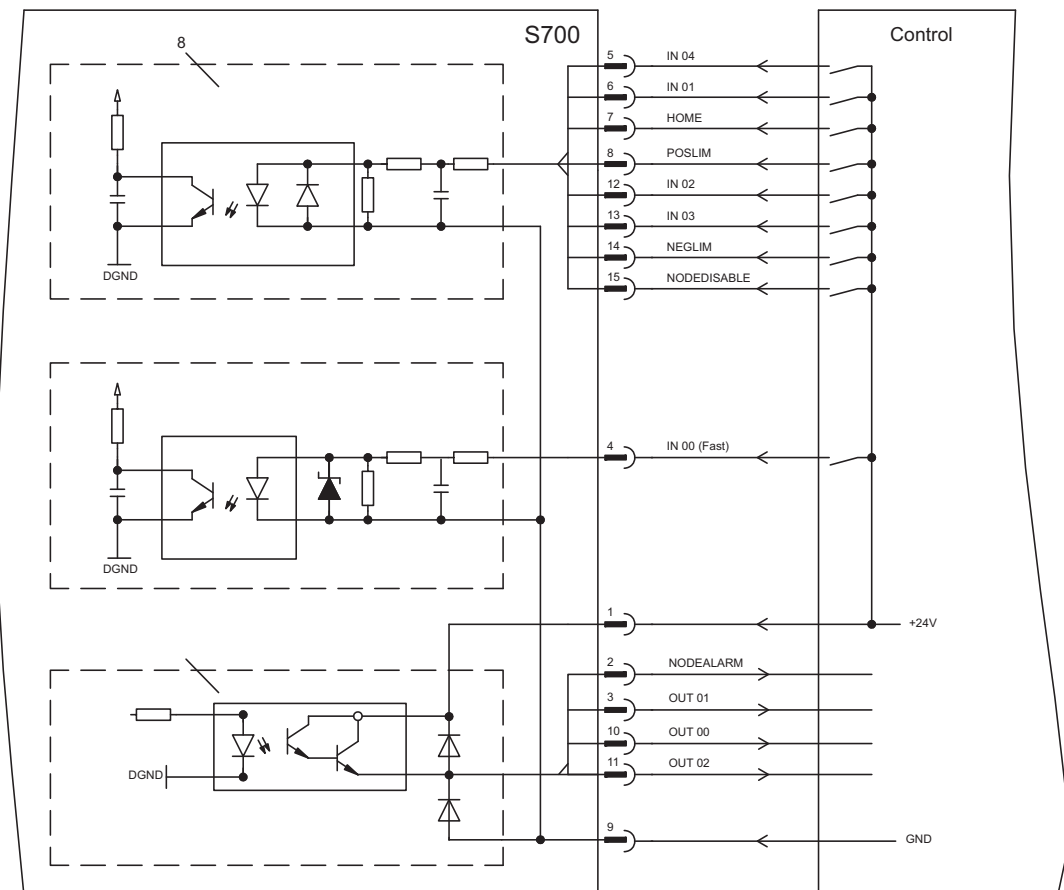 S700
Control
8
5 IN 04
6 IN 01
7 HOME
8 POSLIM
12 IN 02
13 IN 03
14 NEGLIM
15 NODEDISABLE
DGND
4 IN 00 (Fast)
DGND
1 +24V
2 NODEALARM
3 OUT 01
10 OUT 00
11 OUT 02
DGND
9 GND